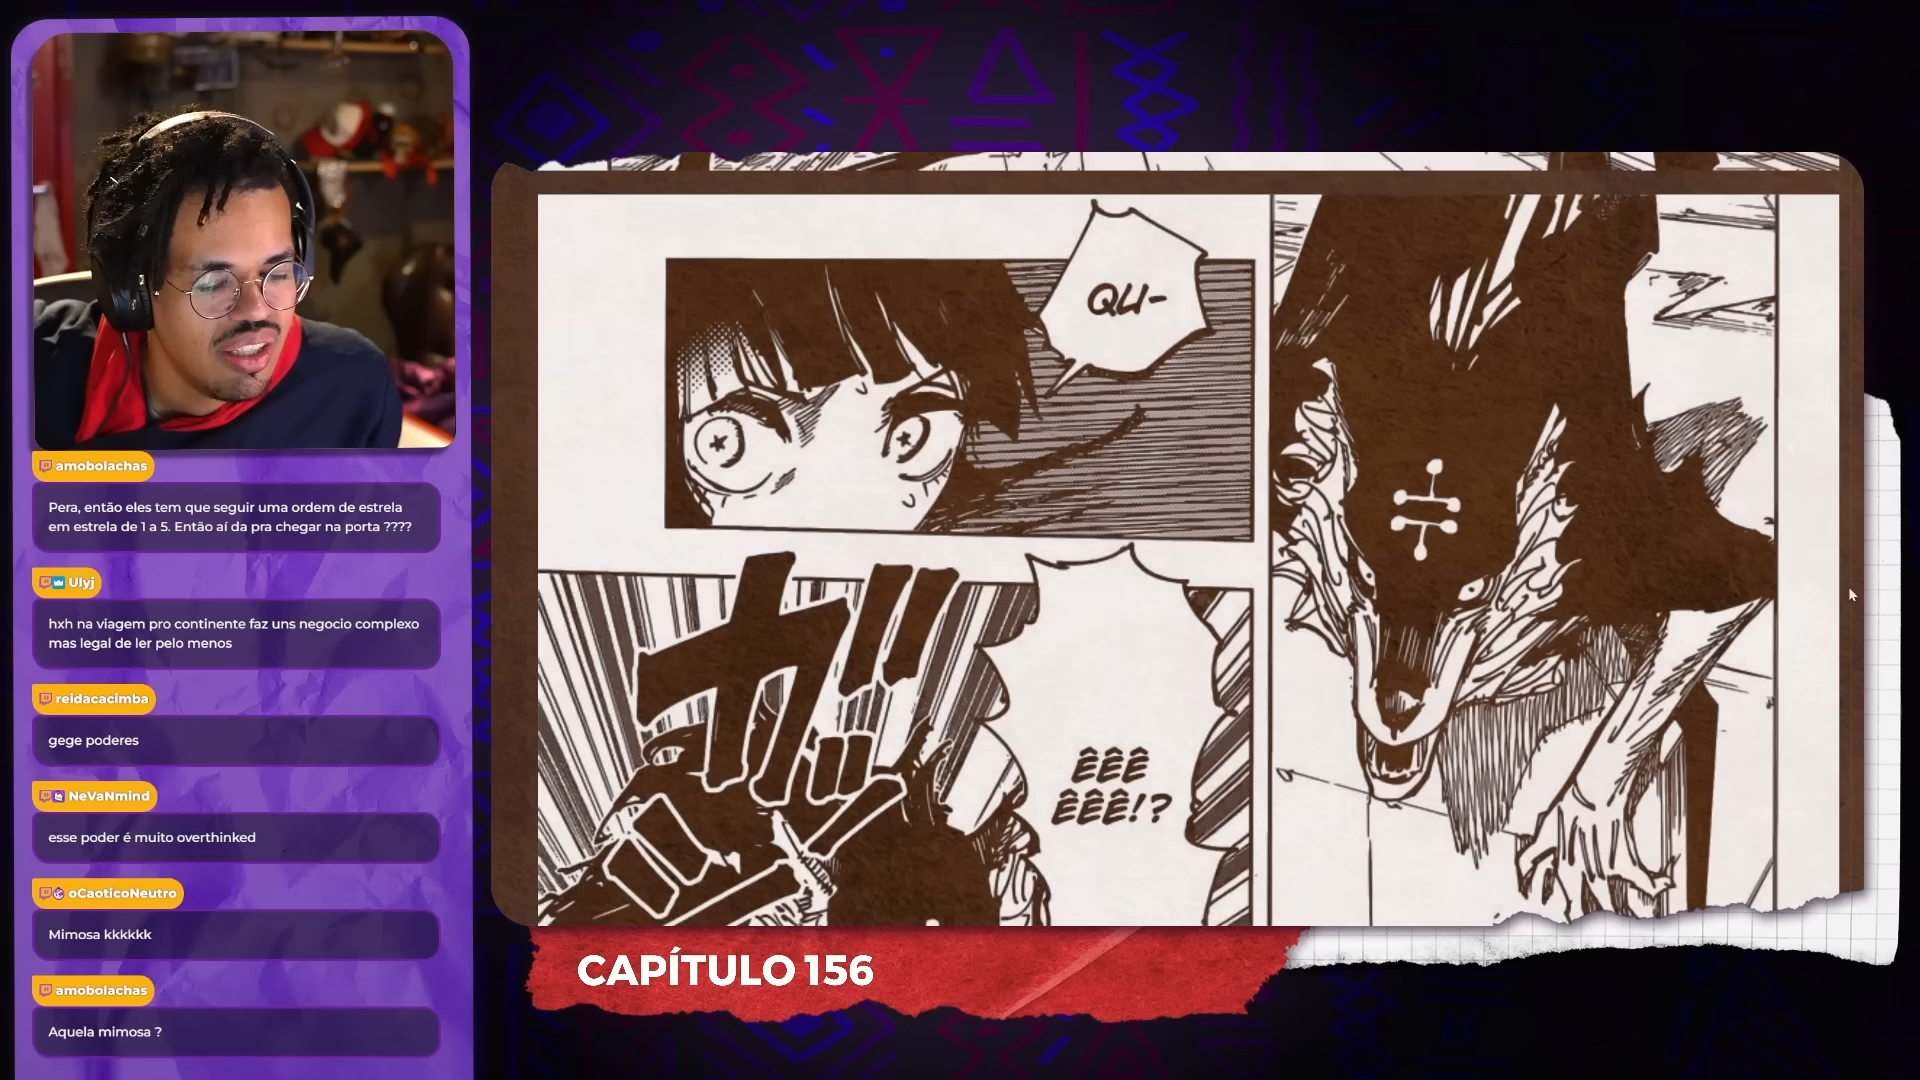 amobolachas
Pera, então eles tem que seguir uma ordem de estrela
em estrela de 1 a 5. Então aí da pra chegar na porta ????
Ulyj
hxh na viagem pro continente faz uns negocio complexo
mas legal de ler pelo menos
reidacacimba
gege poderes
NeVaNmind
esse poder é muito overthinked
oCaoticoNeutro
Mimosa kkkkkk
amobolachas
Aquela mimosa ?
QU-
ガッ
ÊÊÊ
ÊÊÊ!?
CAPÍTULO 156